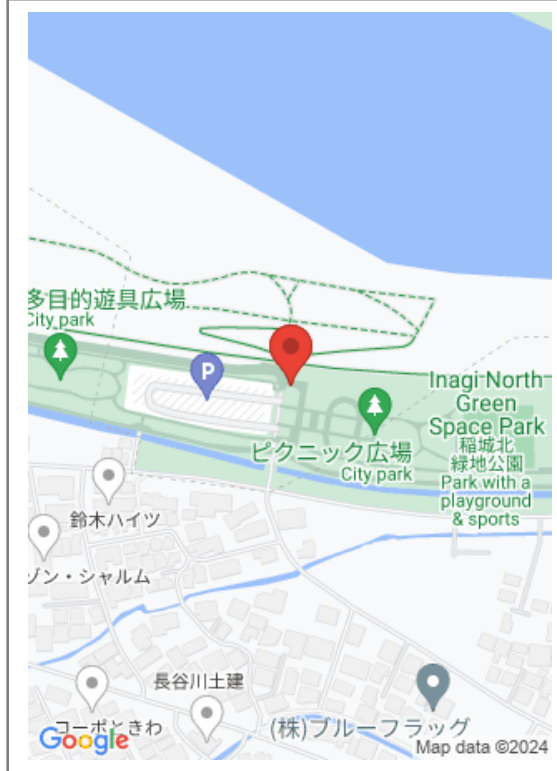 多目的遊具広場
City park
P
Inagi North
Green
Space Park
稲城北
緑地公園
Park with a
playground
& sports
ピクニック広場
City park
鈴木ハイツ
ゾン・シャルム
長谷川土建
コーポときわ
(株)ブルーフラッグ
Google
Map data ©2024